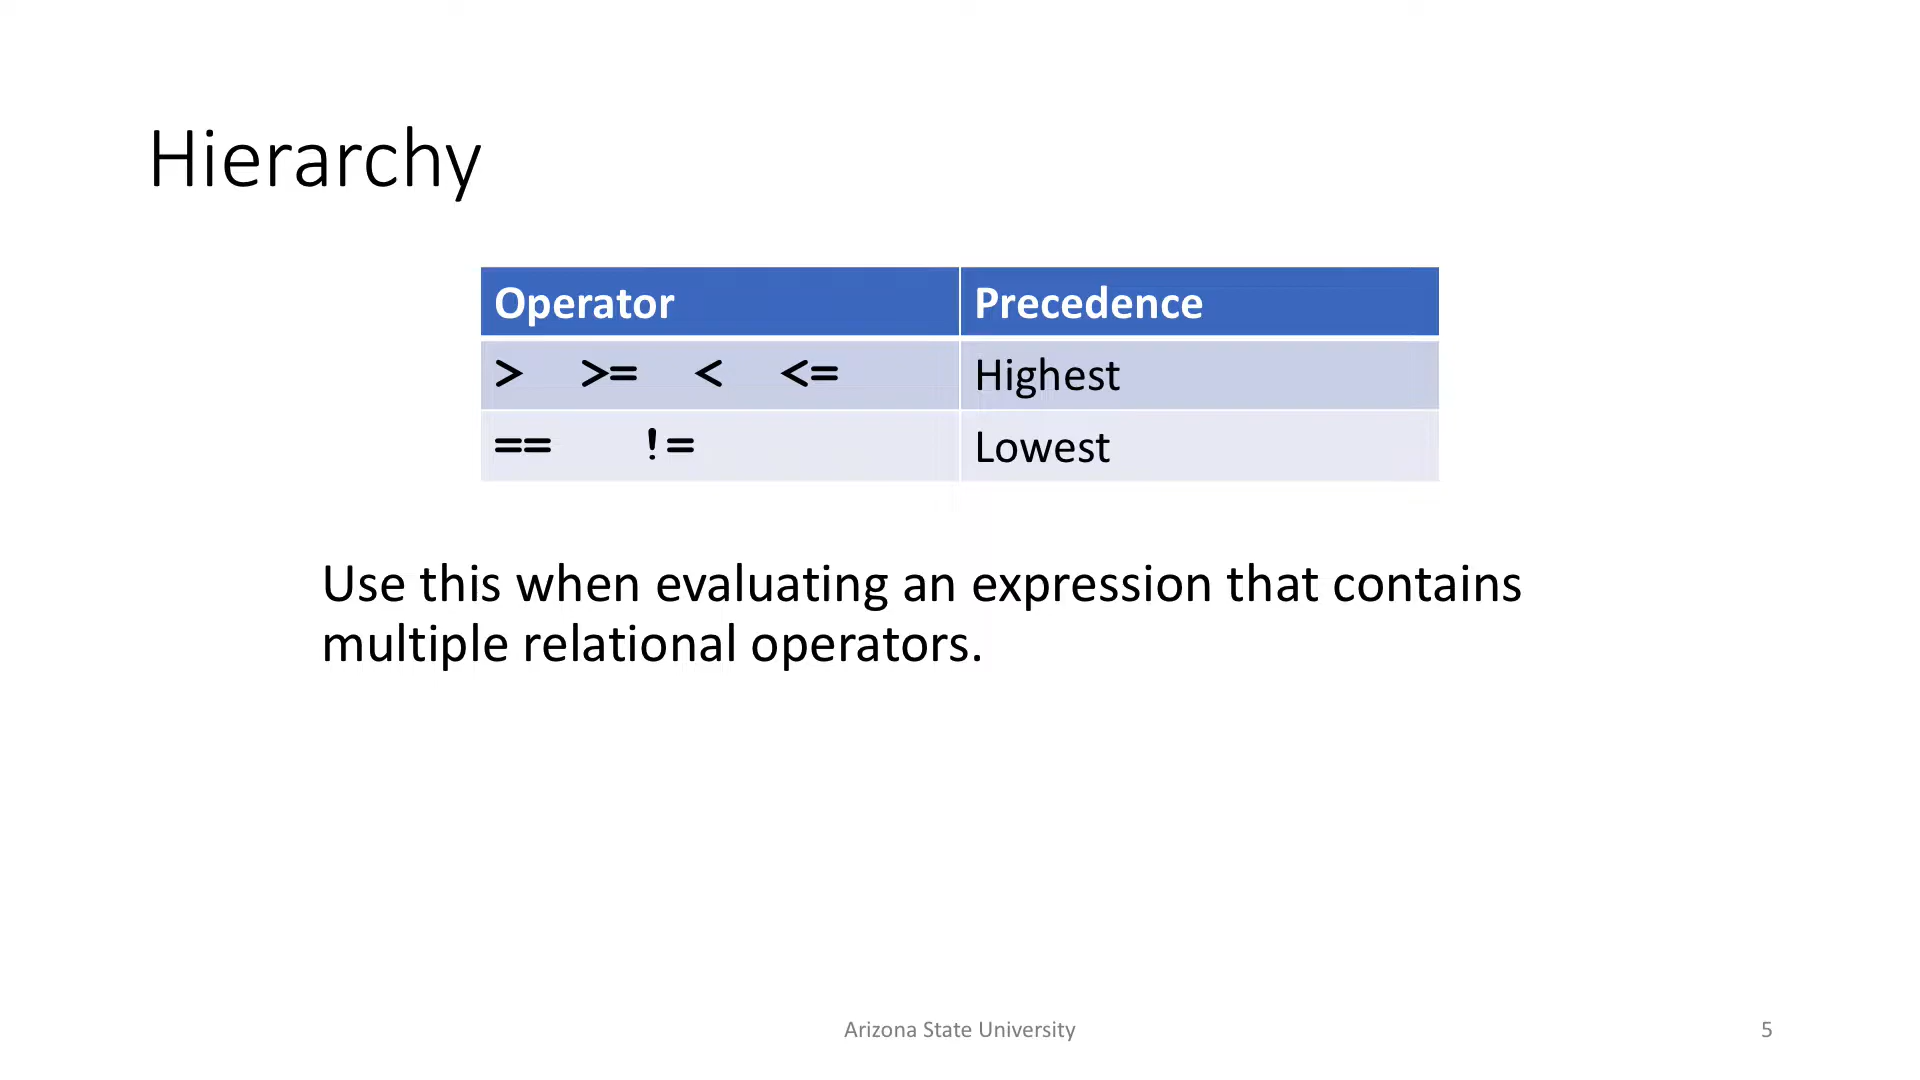 Hierarchy
Operator Precedence
> >= < <= Highest
== != Lowest
Use this when evaluating an expression that contains
multiple relational operators.
Arizona State University 5